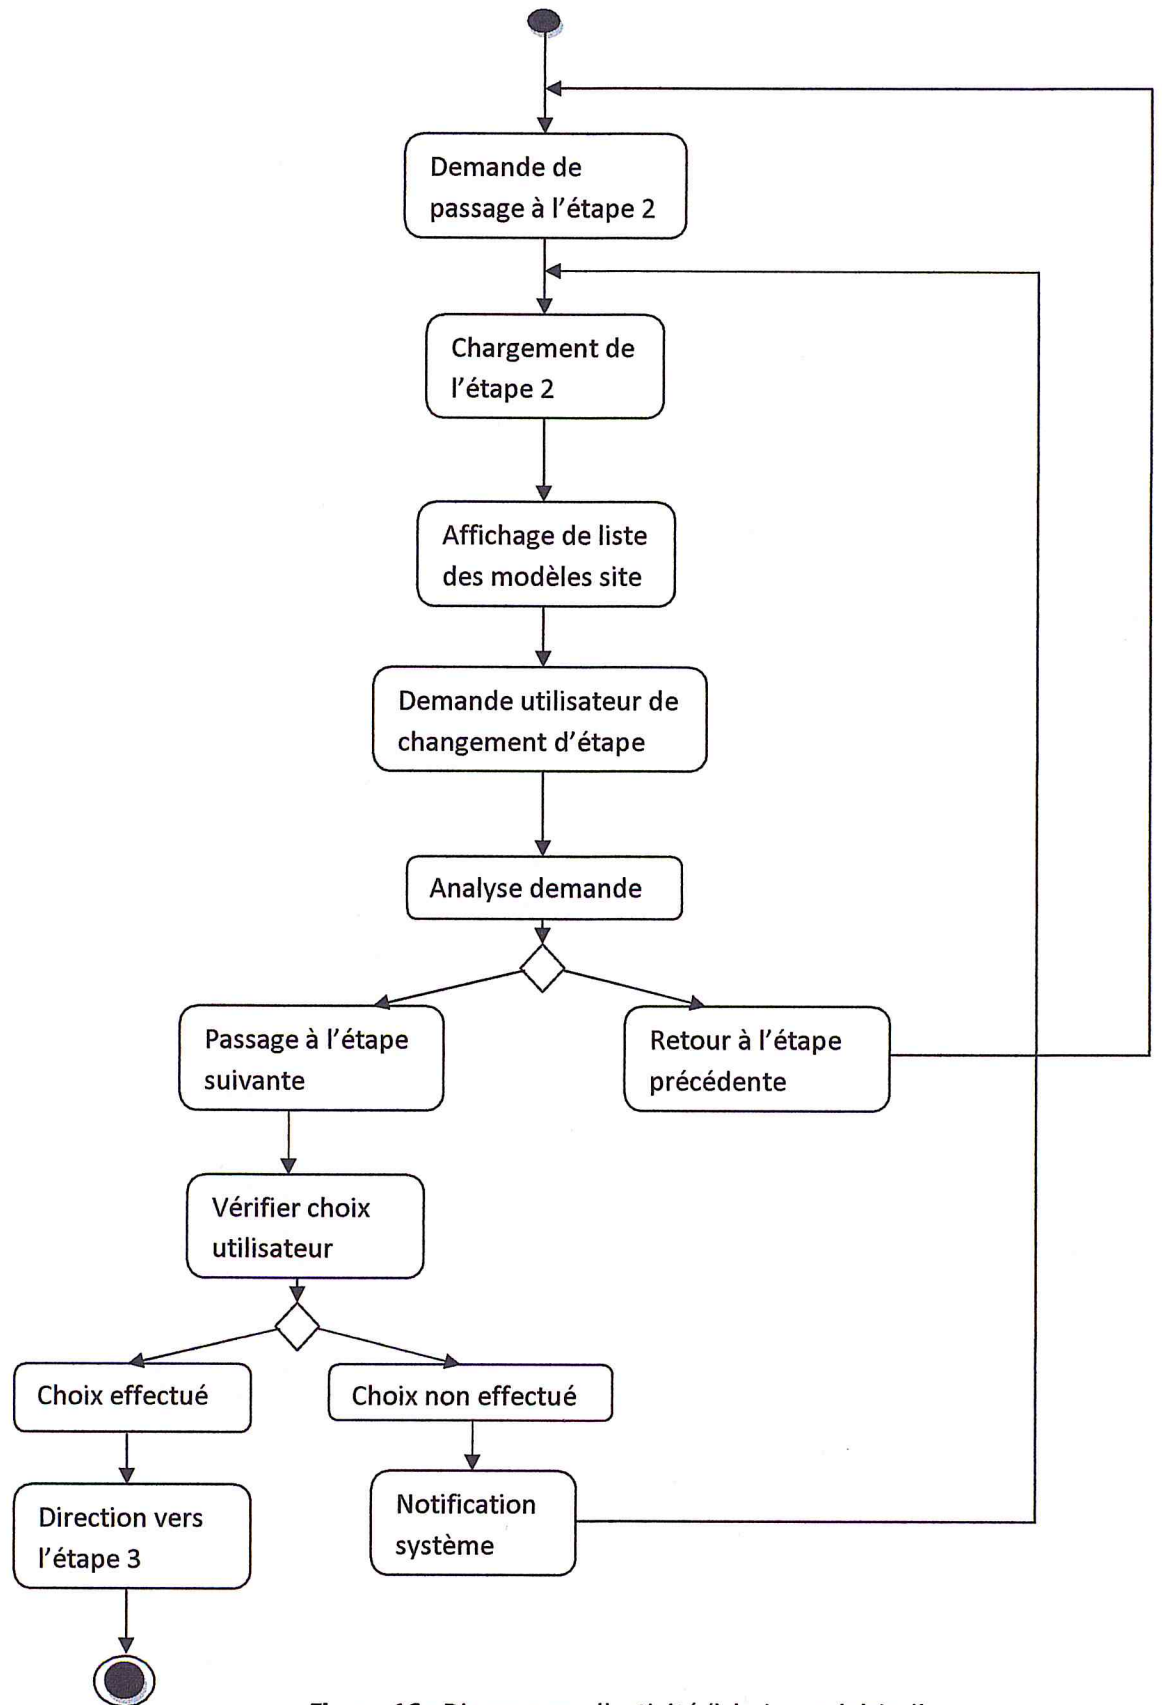 Demande de
passage à l'étape 2
Chargement de
l'étape 2
Affichage de liste
des modèles site
Demande utilisateur de
changement d'étape
Analyse demande
Passage à l'étape
suivante
Retour à l'étape
précédente
Vérifier choix
utilisateur
Choix effectué
Choix non effectué
Direction vers
l'étape 3
Notification
système